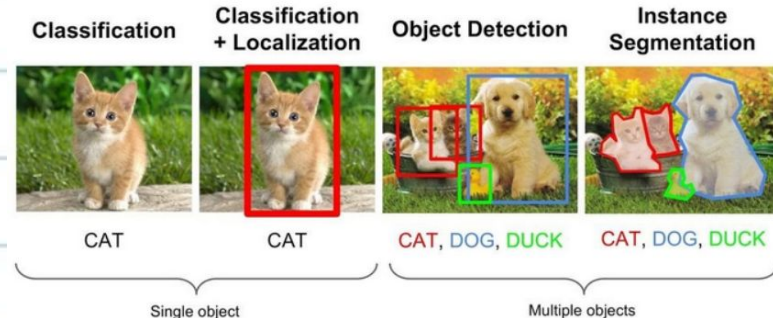 Classification
Classification
+ Localization
Object Detection
Instance
Segmentation
CAT
CAT
CAT, DOG, DUCK
CAT, DOG, DUCK
Single object
Multiple objects